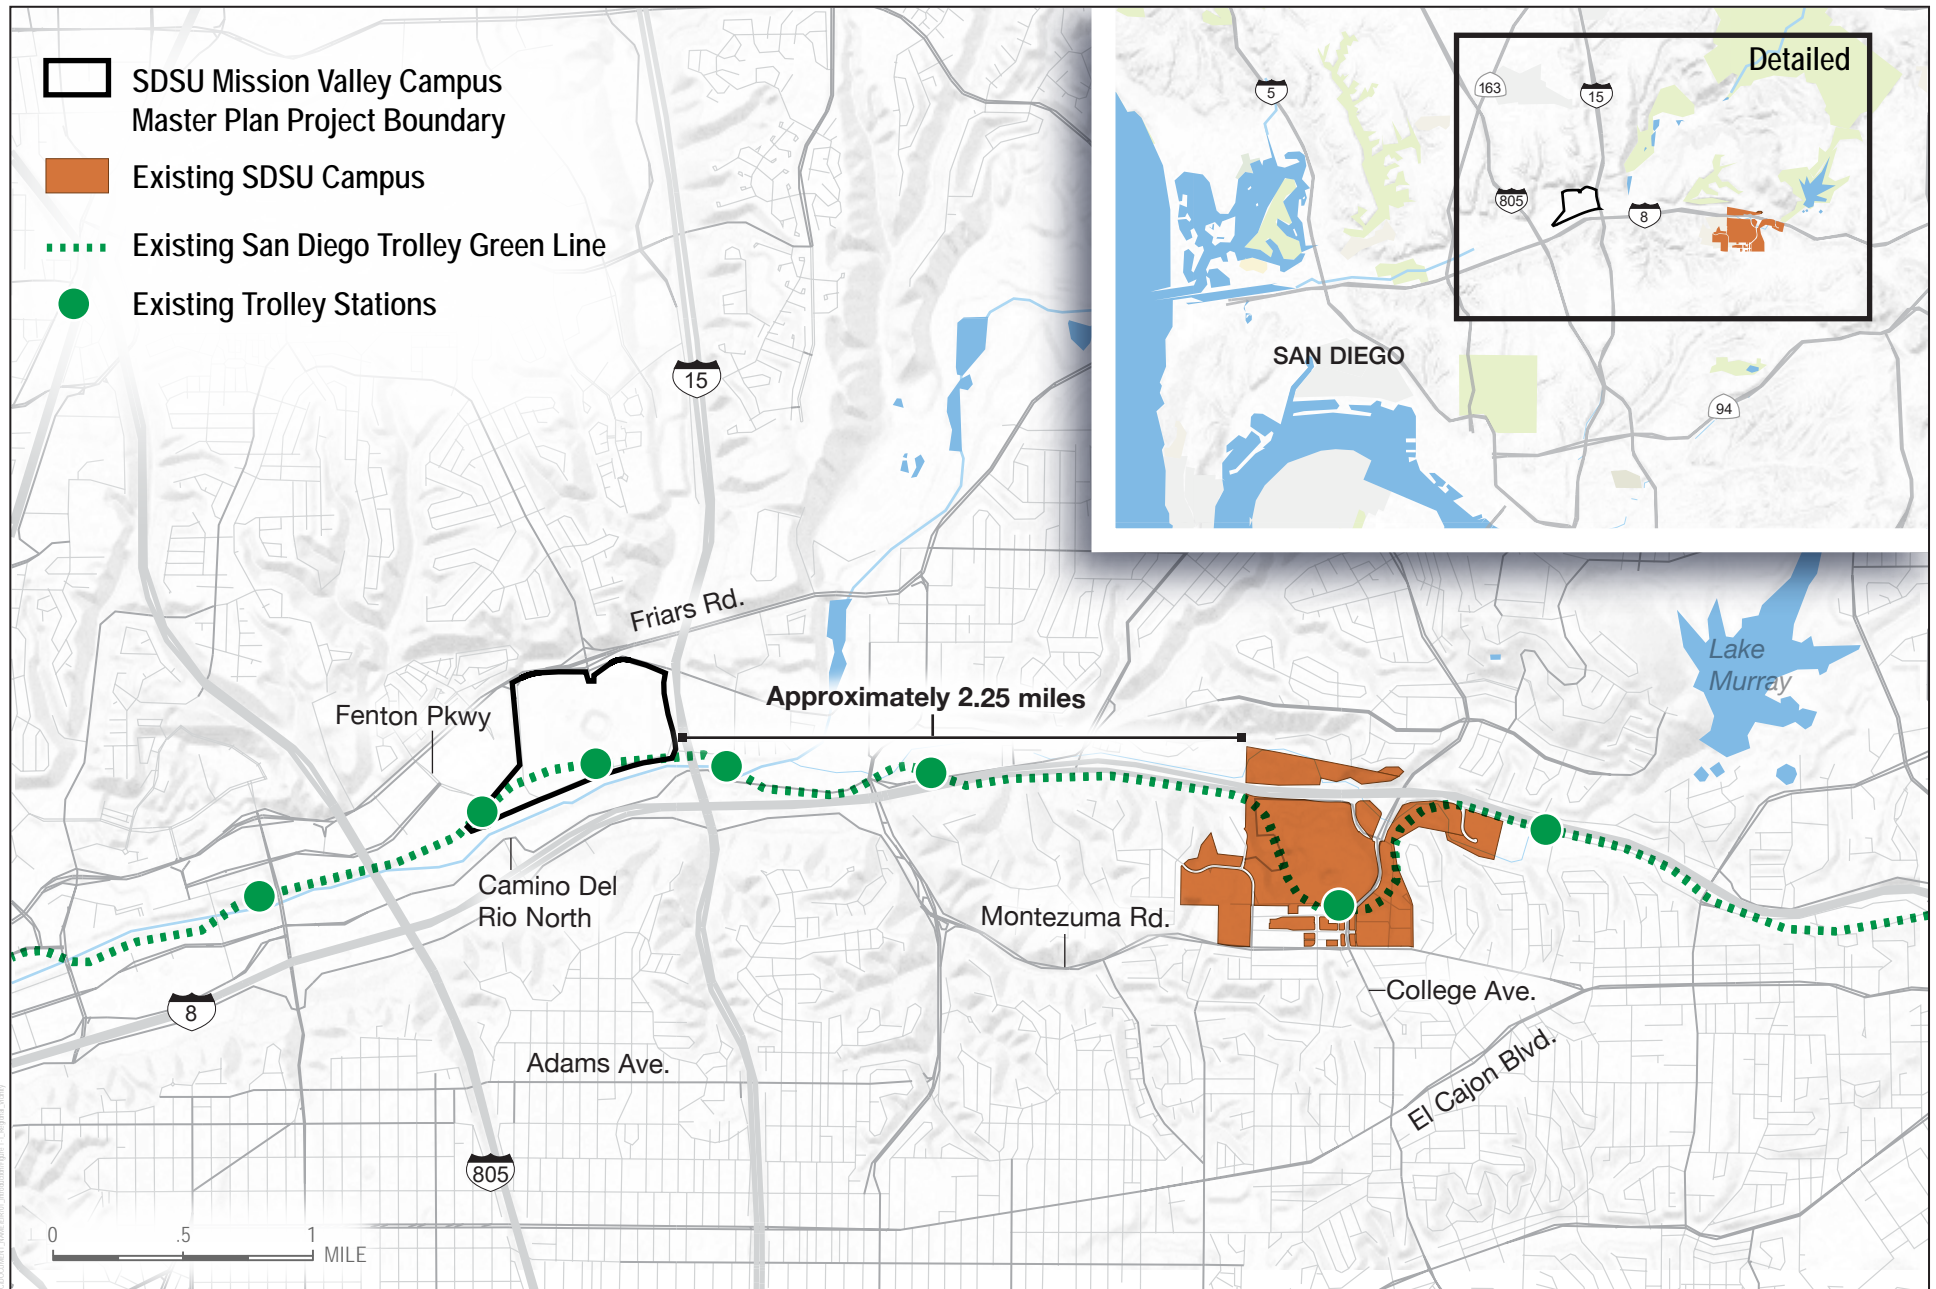 SDSU Mission Valley Campus
Master Plan Project Boundary
Existing SDSU Campus
Existing San Diego Trolley Green Line
Existing Trolley Stations
Detailed
5
163
15
805
8
SAN DIEGO
94
15
Friars Rd.
Lake
Murray
Approximately 2.25 miles
Fenton Pkwy
Camino Del
Rio North
Montezuma Rd.
College Ave.
8
Adams Ave.
El Cajon Blvd.
805
0 .5 1
MILE